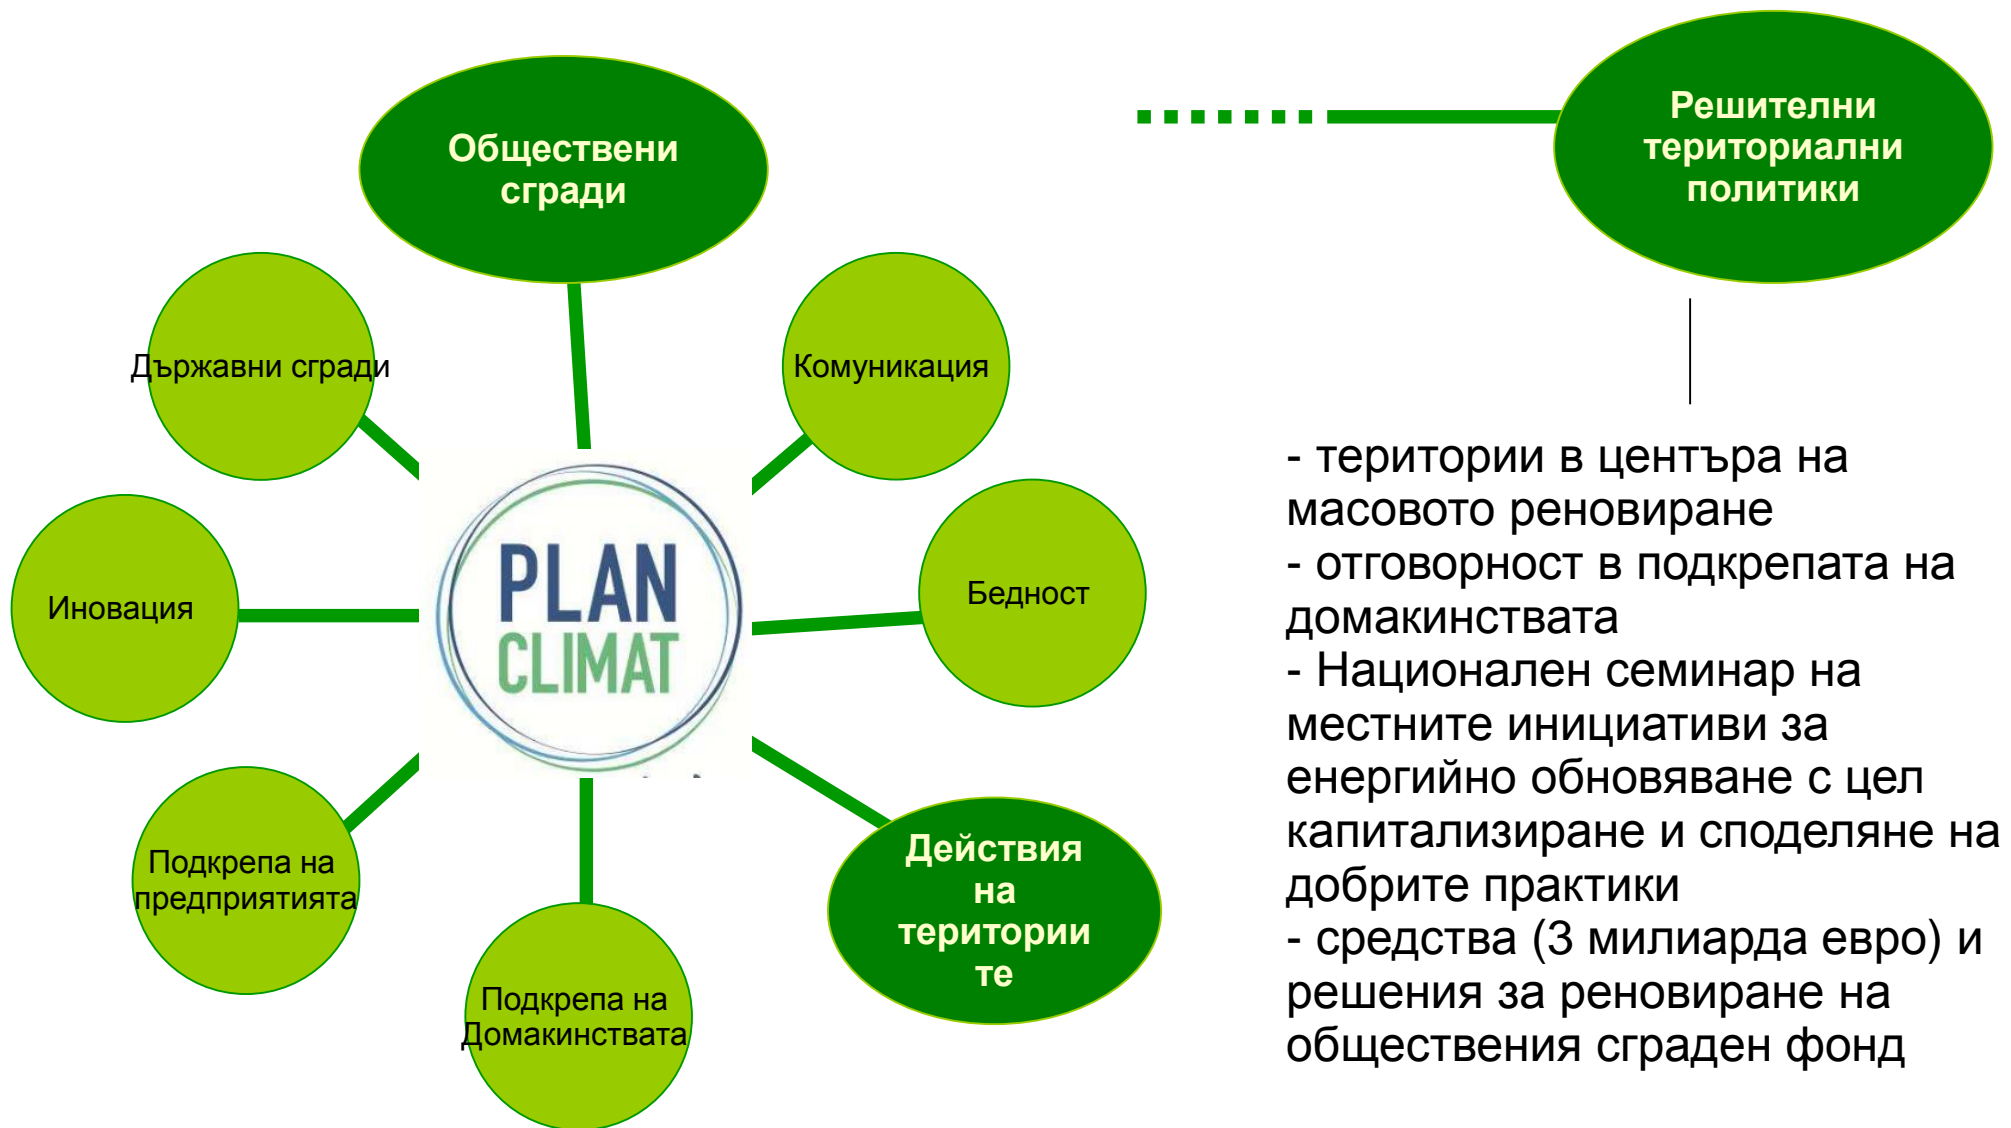 Обществени
сгради
Решителни
териториални
политики
Държавни сгради
Комуникация
Иновация
PLAN
CLIMAT
Бедност
Подкрепа на
предприятията
Подкрепа на
Домакинствата
Действия
на
територии
те
- територии в центъра на
масовото реновиране
- отговорност в подкрепата на
домакинствата
- Национален семинар на
местните инициативи за
енергийно обновяване с цел
капитализиране и споделяне на
добрите практики
- средства (3 милиарда евро) и
решения за реновиране на
обществения сграден фонд